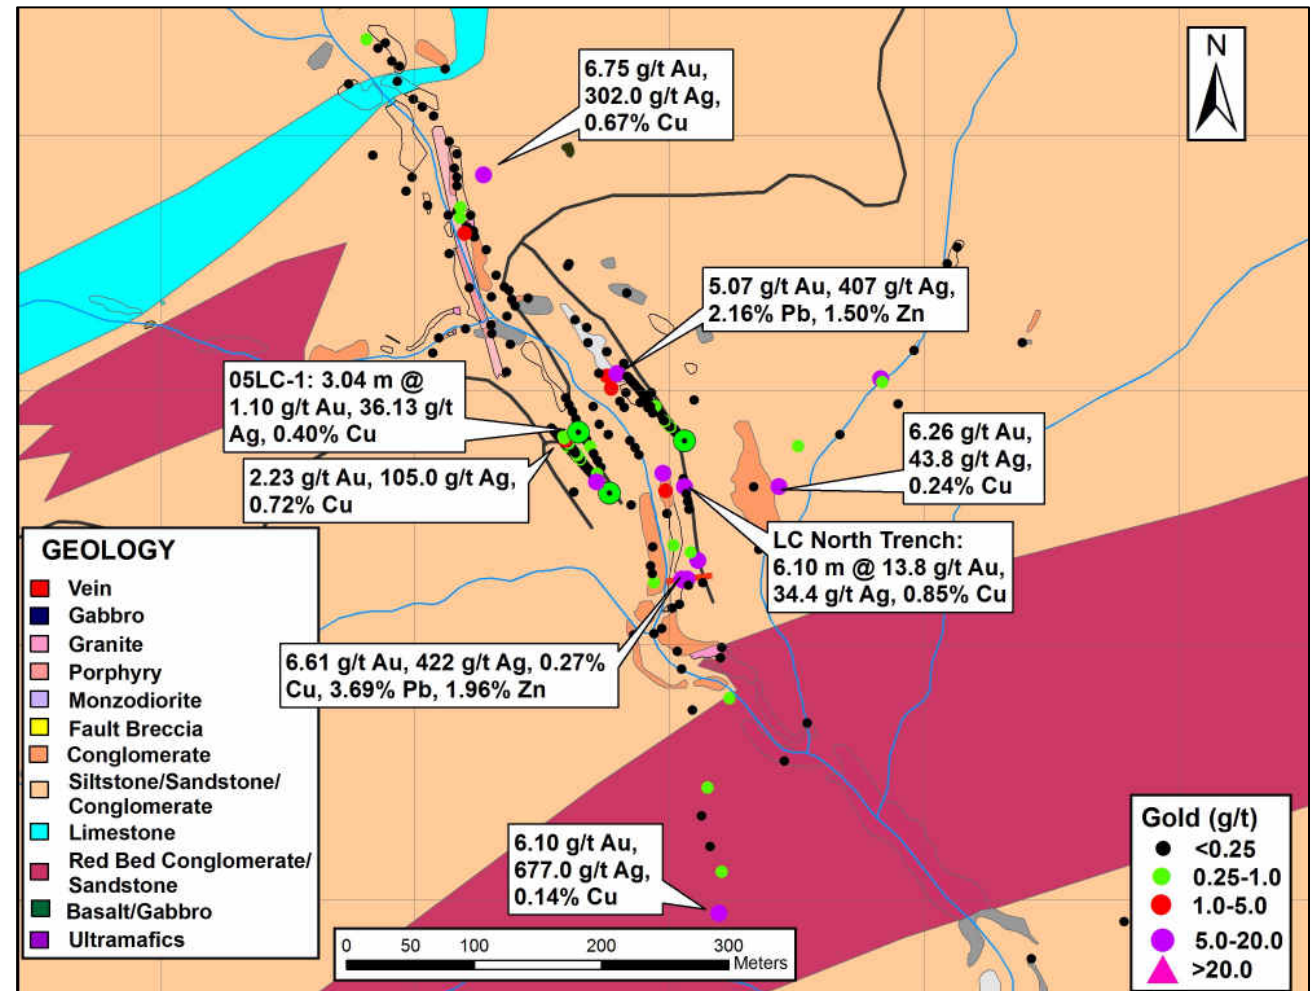 N
6.75 g/t Au,
302.0 g/t Ag,
0.67% Cu
5.07 g/t Au, 407 g/t Ag,
2.16% Pb, 1.50% Zn
05LC-1: 3.04 m @
1.10 g/t Au, 36.13 g/t
Ag, 0.40% Cu
6.26 g/t Au,
43.8 g/t Ag,
0.24% Cu
2.23 g/t Au, 105.0 g/t Ag,
0.72% Cu
LC North Trench:
6.10 m @ 13.8 g/t Au,
34.4 g/t Ag, 0.85% Cu
6.61 g/t Au, 422 g/t Ag, 0.27%
Cu, 3.69% Pb, 1.96% Zn
6.10 g/t Au,
677.0 g/t Ag,
0.14% Cu
GEOLOGY
Vein
Gabbro
Granite
Porphyry
Monzodiorite
Fault Breccia
Conglomerate
Siltstone/Sandstone/
Conglomerate
Limestone
Red Bed Conglomerate/
Sandstone
Basalt/Gabbro
Ultramafics
0 50 100 200 300
Meters
Gold (g/t)
<0.25
0.25-1.0
1.0-5.0
5.0-20.0
>20.0